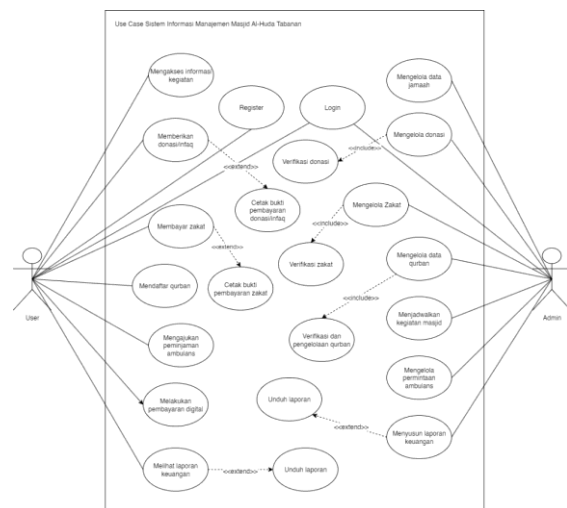 Use Case Sistem Informasi Manajemen Masjid Al-Huda Tabanan
Mengakses informasi
kegiatan
Mengelola data
jamaah
Register
Login
Memberikan
donasi/infaq
Mengelola donasi
<<include>>
Verifikasi donasi
<<extend>>
Cetak bukti
pembayaran
donasi/infaq
Mengelola Zakat
<<include>>
Membayar zakat
<<extend>>
Verifikasi zakat
Mengelola data
qurban
Mendaftar qurban
Cetak bukti
pembayaran zakat
<<include>>
User
Admin
Menjadwalkan
kegiatan masjid
Mengajukan
peminjaman
ambulans
Verifikasi dan
pengelolaan qurban
Mengelola
permintaan
ambulans
Melakukan
pembayaran digital
Unduh laporan
<<extend>>
Menyusun laporan
keuangan
Melihat laporan
keuangan
<<extend>>
Unduh laporan